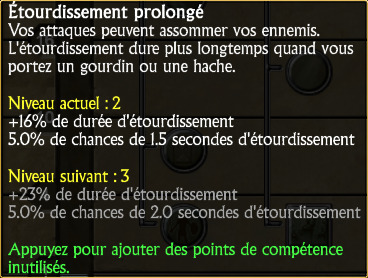 Étourdissement prolongé
Vos attaques peuvent assommer vos ennemis.
L'étourdissement dure plus longtemps quand vous
portez un gourdin ou une hache.
Niveau actuel : 2
+16% de durée d'étourdissement
5.0% de chances de 1.5 secondes d'étourdissement
Niveau suivant : 3
+23% de durée d'étourdissement
5.0% de chances de 2.0 secondes d'étourdissement
Appuyez pour ajouter des points de compétence
inutilisés.